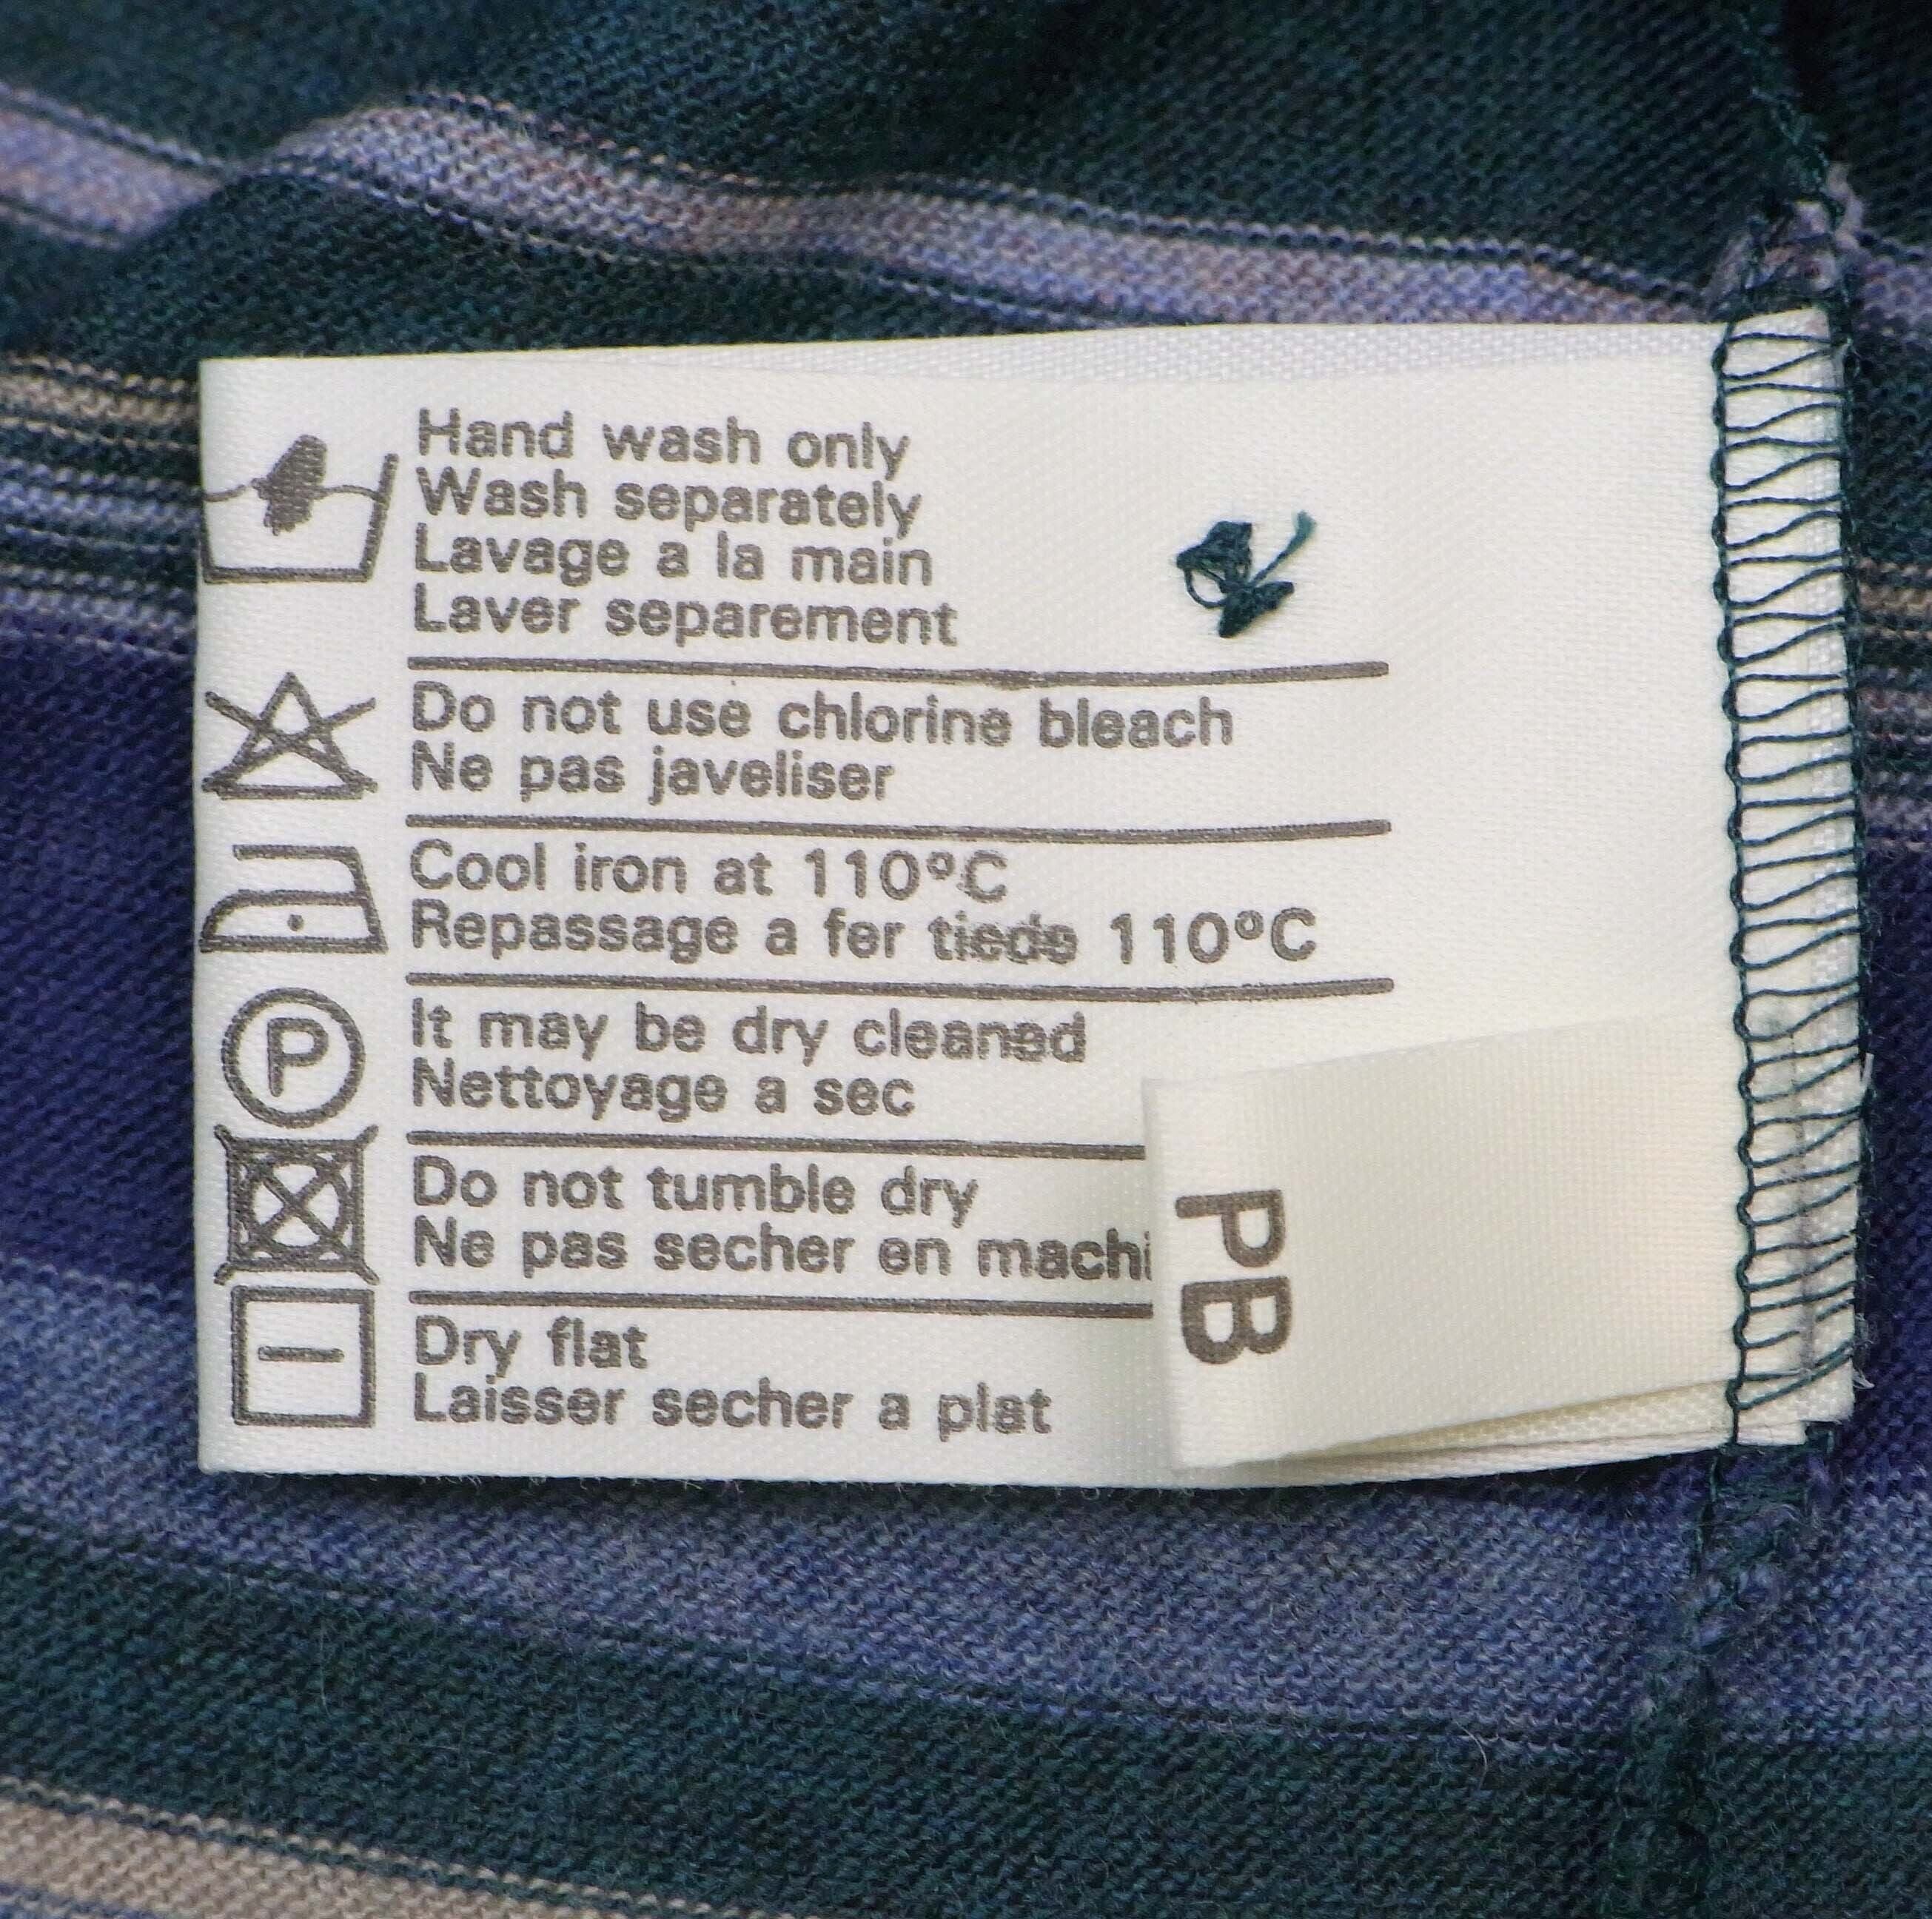 Hand wash only
Wash separately
Lavage a la main
Laver separement
Do not use chlorine bleach
Ne pas javeliser
Cool iron at 110°C
Repassage a fer tiede 110°C
P
It may be dry cleaned
Nettoyage a sec
Do not tumble dry
Ne pas secher en machi
Dry flat
Laisser secher a plat
PB